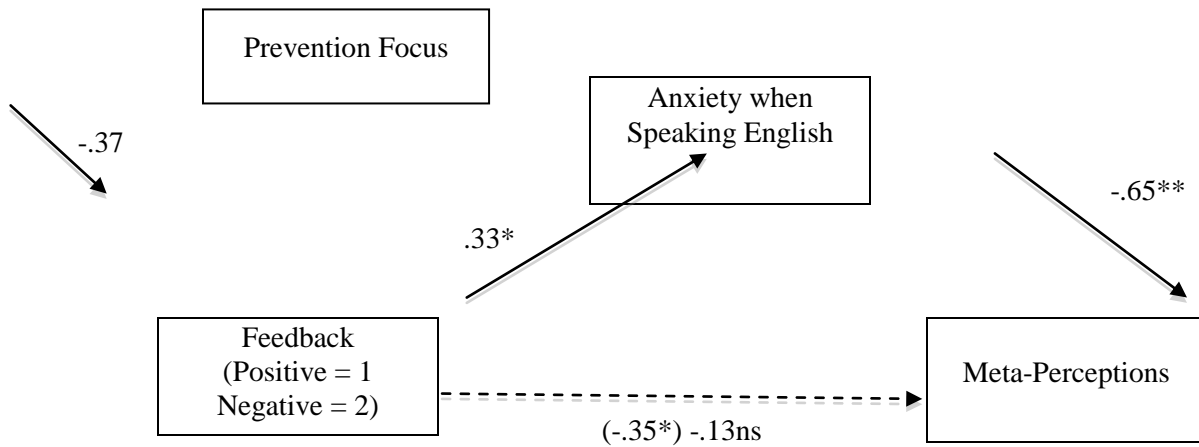 Prevention Focus
Anxiety when
Speaking English
-.37
-.65**
.33*
Feedback
(Positive = 1
Negative = 2)
Meta-Perceptions
(-.35*) -.13ns